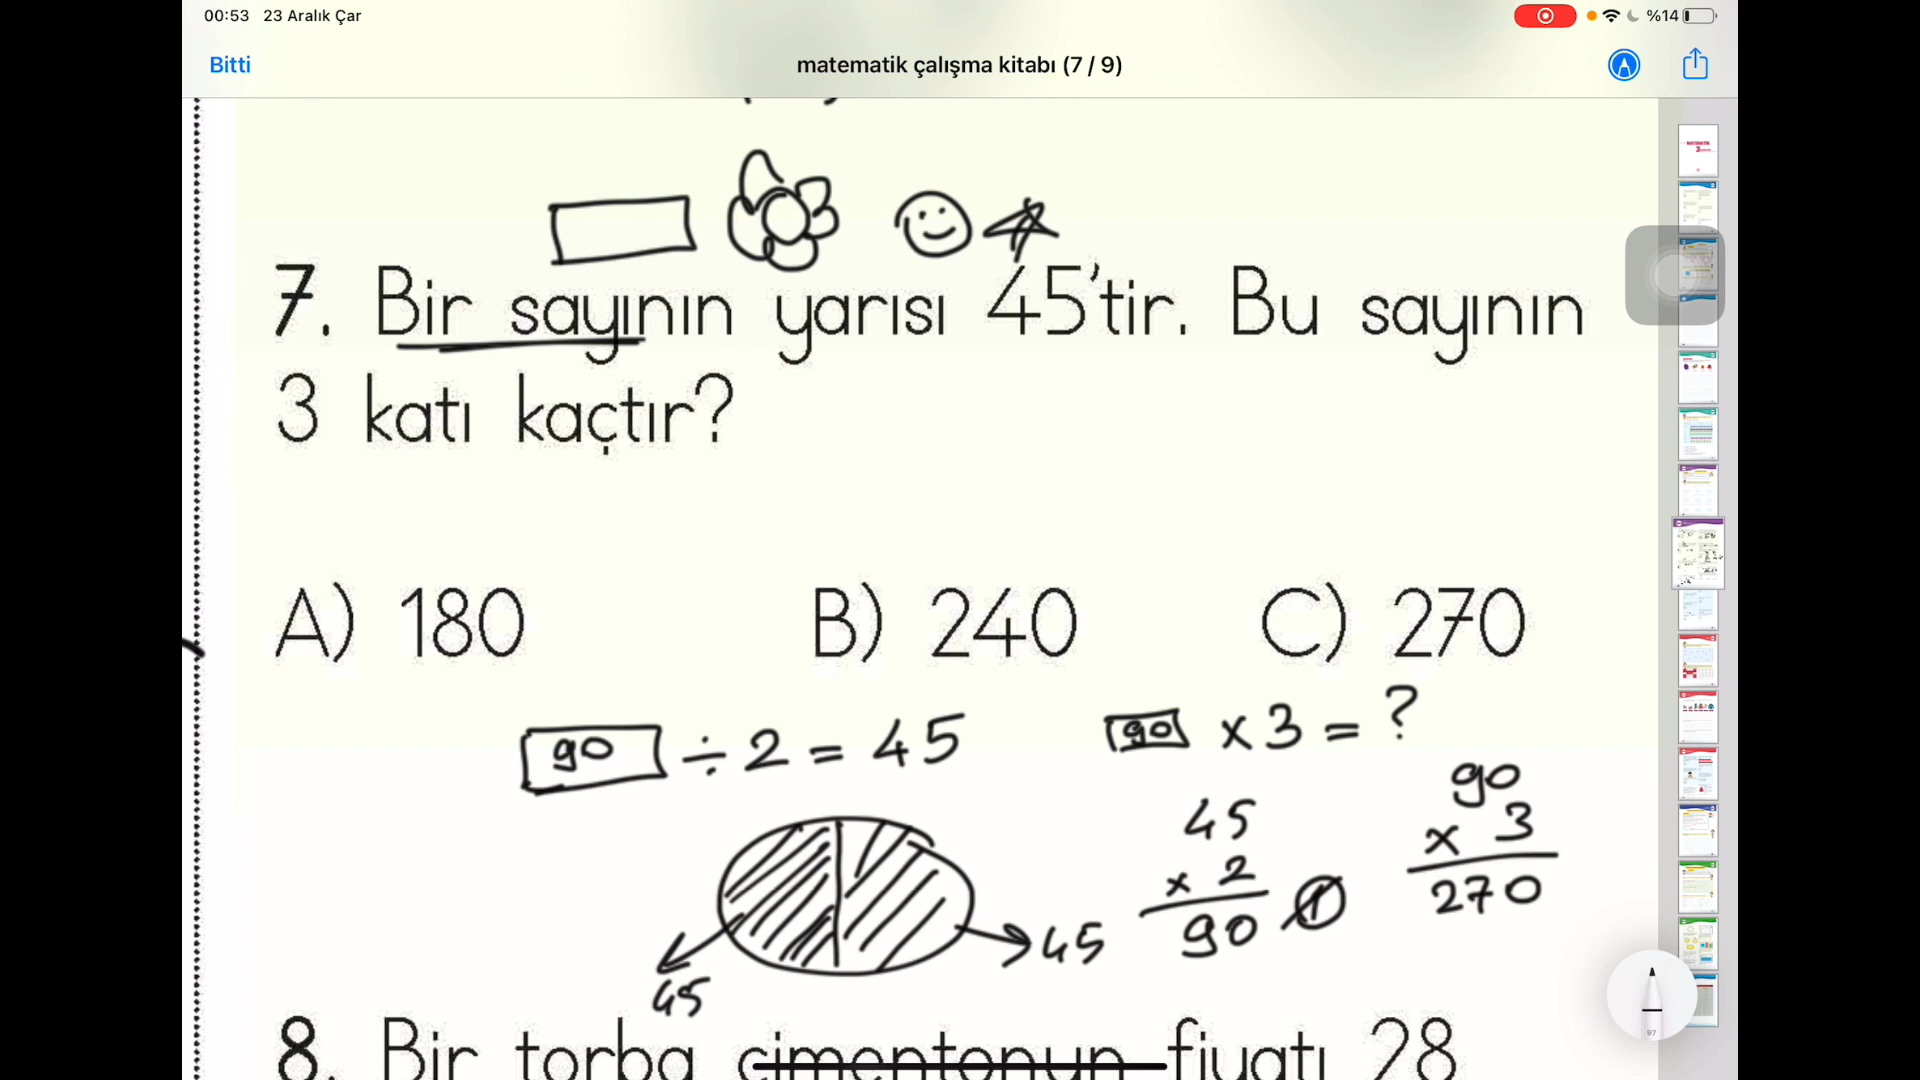 00:53 23 Aralık Çar
%14
Bitti
matematik çalışma kitabı (7 / 9)
7. Bir sayının yarısı 45'tir. Bu sayının
3 katı kaçtır?
A) 180 B) 240 C) 270
90 ÷ 2 = 45
90 x 3 = ?
45
x 2
90
1
90
x 3
270
45
45
8. Bir torba çimentonun fiyatı 28
97